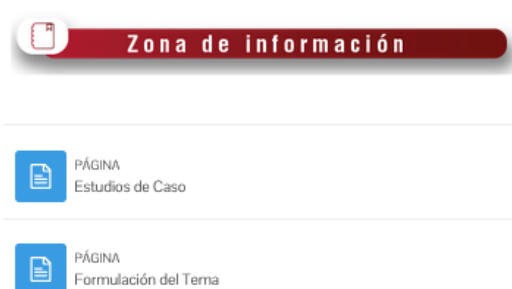 Zona de información
PÁGINA
Estudios de Caso
PÁGINA
Formulación del Tema